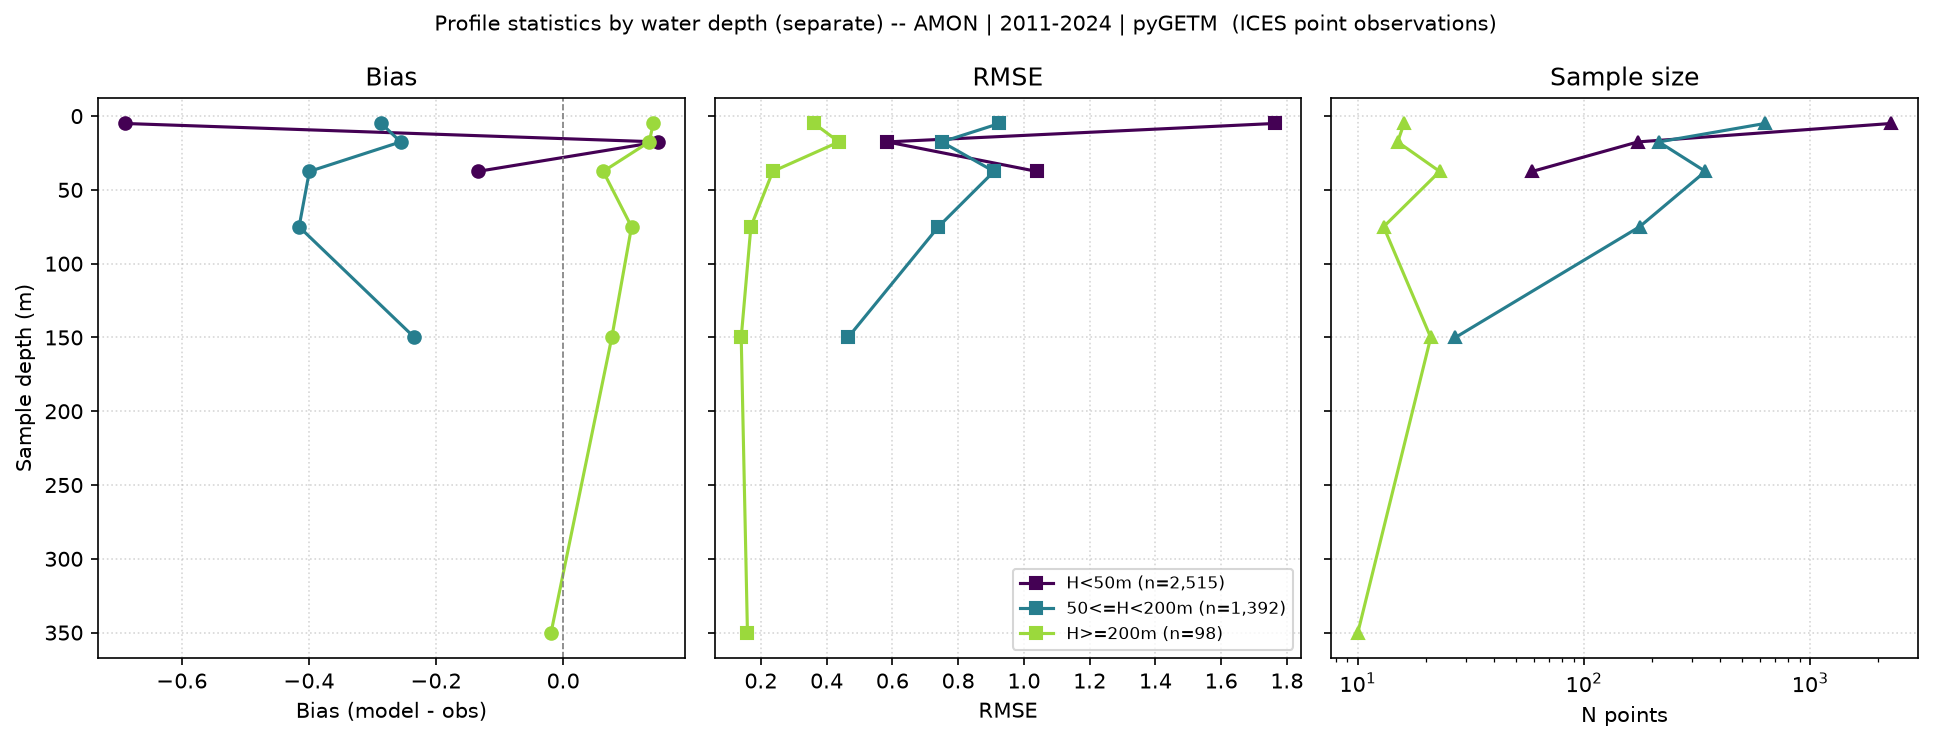 Profile statistics by water depth (separate) -- AMON | 2011-2024 | pyGETM  (ICES point observations)
Bias
RMSE
Sample size
Sample depth (m)
0
50
100
150
200
250
300
350
−0.6
−0.4
−0.2
0.0
Bias (model - obs)
0.2
0.4
0.6
0.8
1.0
1.2
1.4
1.6
1.8
RMSE
H<50m (n=2,515)
50<=H<200m (n=1,392)
H>=200m (n=98)
10¹
10²
10³
N points